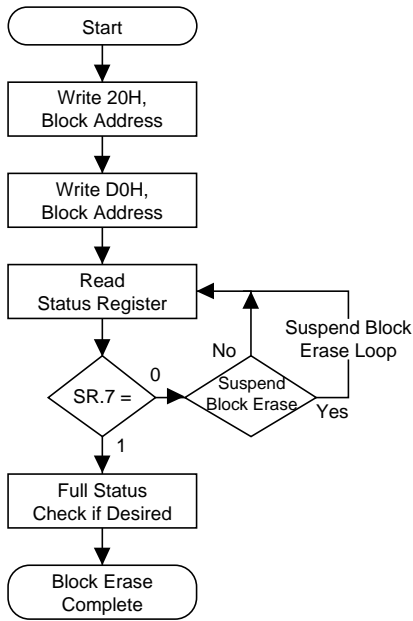 Start
Write 20H,
Block Address
Write D0H,
Block Address
Read
Status Register
Suspend Block
Erase Loop
No
SR.7 =
0
Suspend
Block Erase
Yes
1
Full Status
Check if Desired
Block Erase
Complete